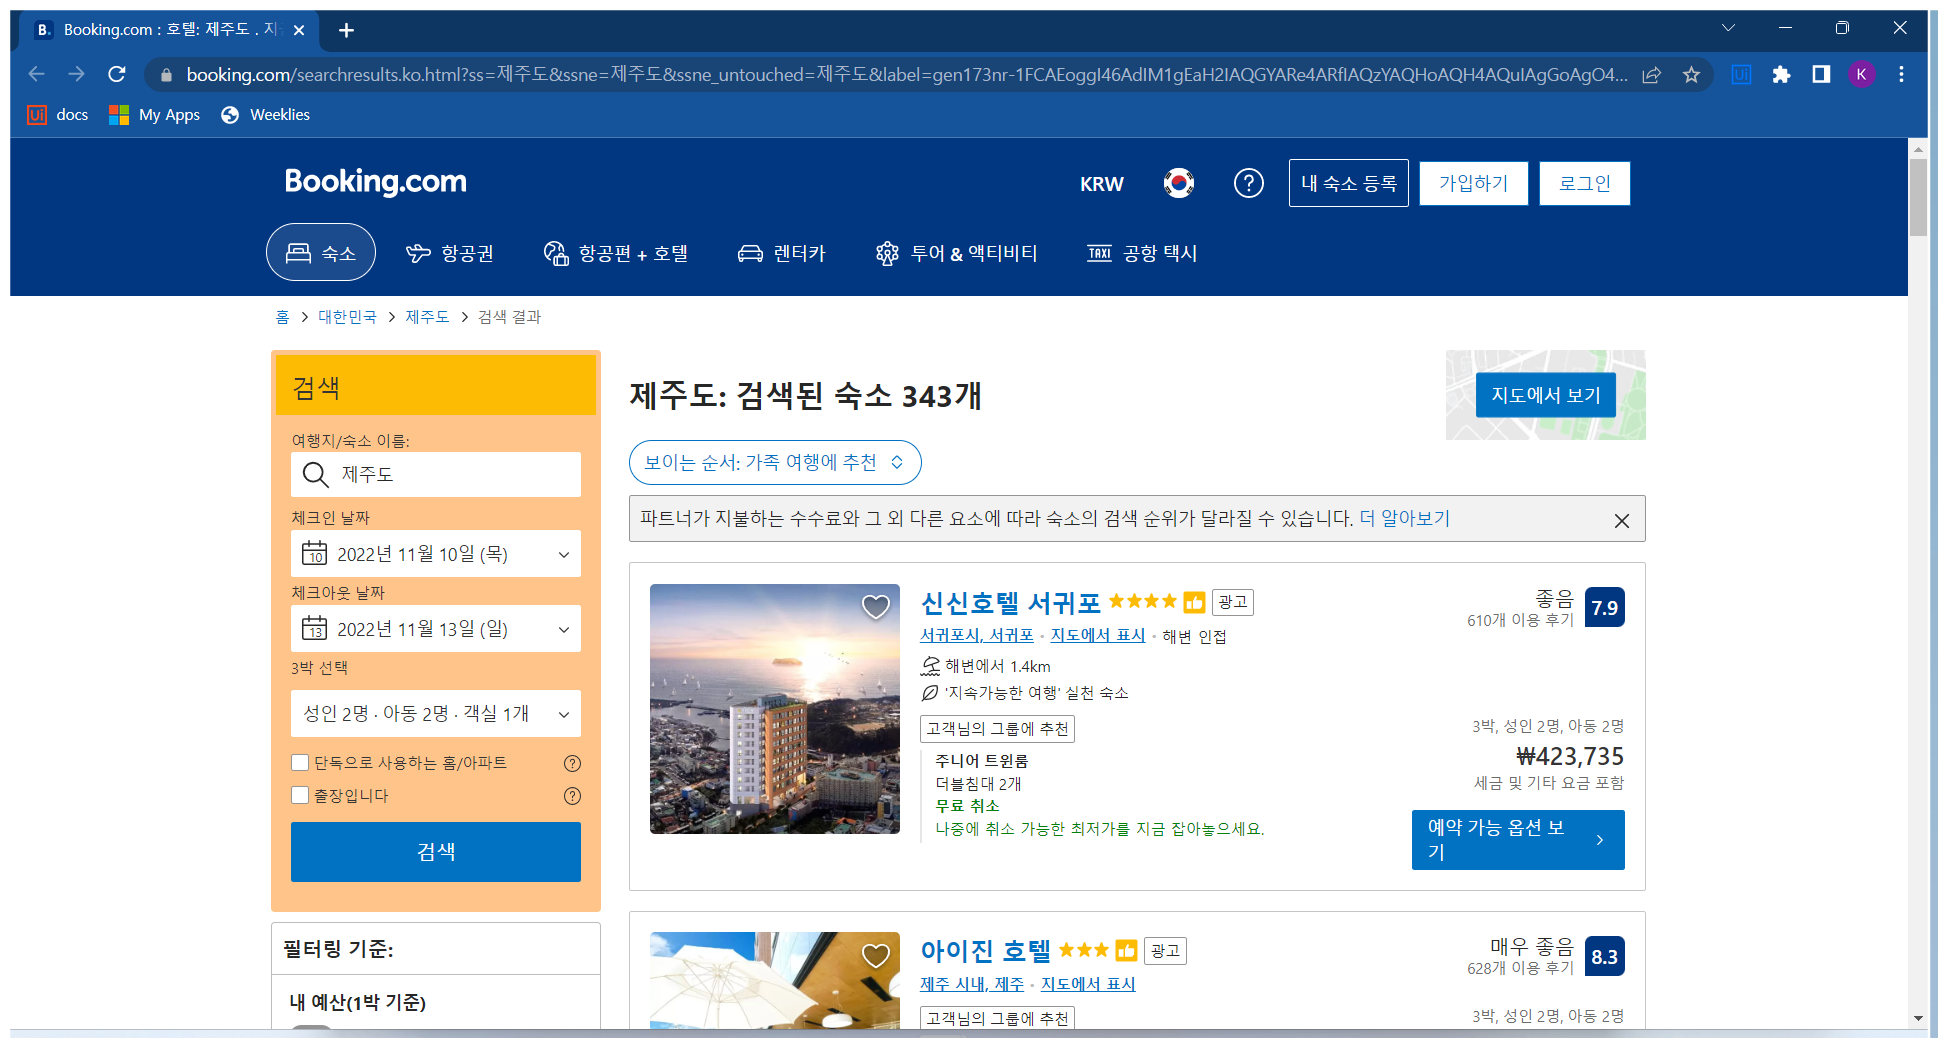 Booking.com : 호텔: 제주도 . 지
booking.com/searchresults.ko.html?ss=제주도&ssne=제주도&ssne_untouched=제주도&label=gen173nr-1FCAEoggI46AdIM1gEaH2IAQGYARe4ARfIAQzYAQHoAQH4AQuIAgGoAgO4...
K
docs My Apps Weeklies
Booking.com
KRW
내 숙소 등록
가입하기
로그인
숙소 항공권 항공편 + 호텔 렌터카 투어 & 액티비티 TAXI 공항 택시
홈 > 대한민국 > 제주도 > 검색 결과
검색
여행지/숙소 이름:
제주도
체크인 날짜
10 2022년 11월 10일 (목)
체크아웃 날짜
13 2022년 11월 13일 (일)
3박 선택
성인 2명 · 아동 2명 · 객실 1개
단독으로 사용하는 홈/아파트
출장입니다
검색
필터링 기준:
내 예산(1박 기준)
제주도: 검색된 숙소 343개
지도에서 보기
보이는 순서: 가족 여행에 추천
파트너가 지불하는 수수료와 그 외 다른 요소에 따라 숙소의 검색 순위가 달라질 수 있습니다. 더 알아보기
신신호텔 서귀포 광고
서귀포시, 서귀포 • 지도에서 표시 • 해변 인접
해변에서 1.4km
'지속가능한 여행' 실천 숙소
고객님의 그룹에 추천
주니어 트윈룸
더블침대 2개
무료 취소
나중에 취소 가능한 최저가를 지금 잡아놓으세요.
좋음 7.9
610개 이용 후기
3박, 성인 2명, 아동 2명
₩423,735
세금 및 기타 요금 포함
예약 가능 옵션 보
기
아이진 호텔 광고
제주 시내, 제주 • 지도에서 표시
고객님의 그룹에 추천
매우 좋음 8.3
628개 이용 후기
3박, 성인 2명, 아동 2명